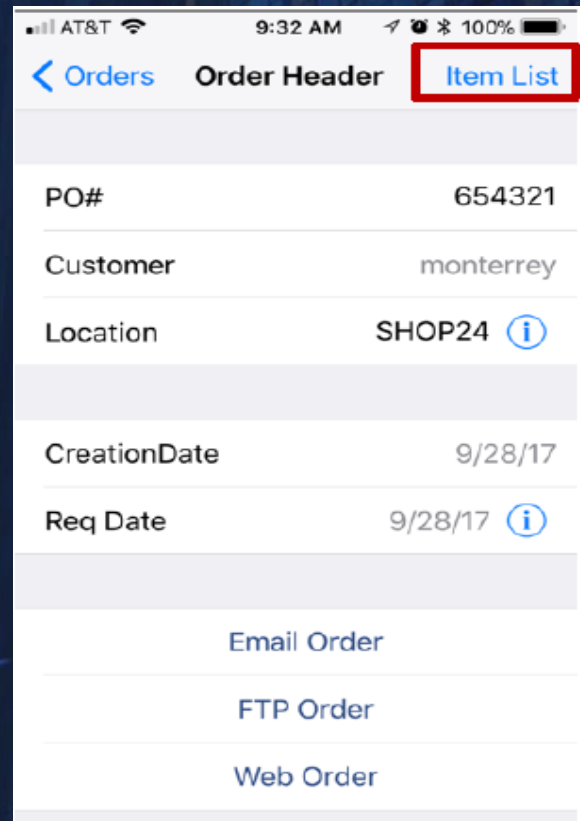 AT&T 9:32 AM 100%
Orders Order Header Item List
PO# 654321
Customer monterrey
Location SHOP24
CreationDate 9/28/17
Req Date 9/28/17
Email Order
FTP Order
Web Order